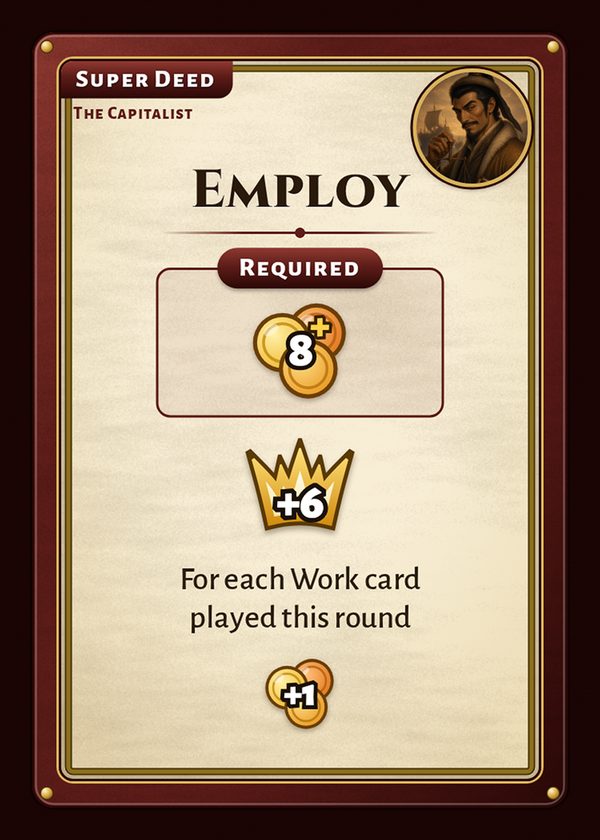 Super Deed
The Capitalist
Employ
Required
8+
+6
For each Work card
played this round
+1